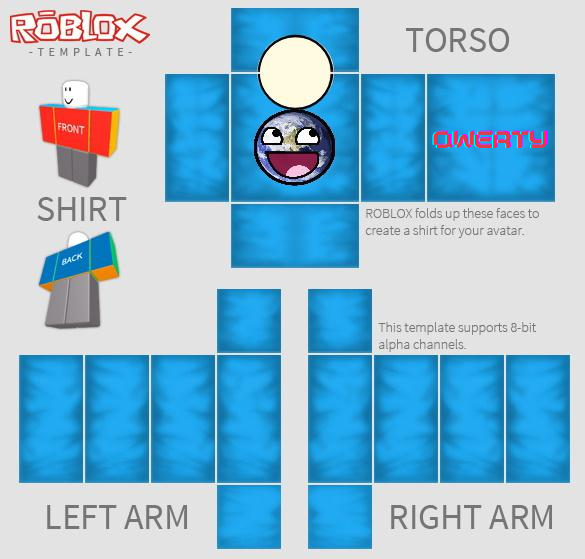 ROBLOX
-TEMPLATE-
TORSO
FRONT
QWERTY
SHIRT
ROBLOX folds up these faces to
create a shirt for your avatar.
BACK
This template supports 8-bit
alpha channels.
LEFT ARM
RIGHT ARM